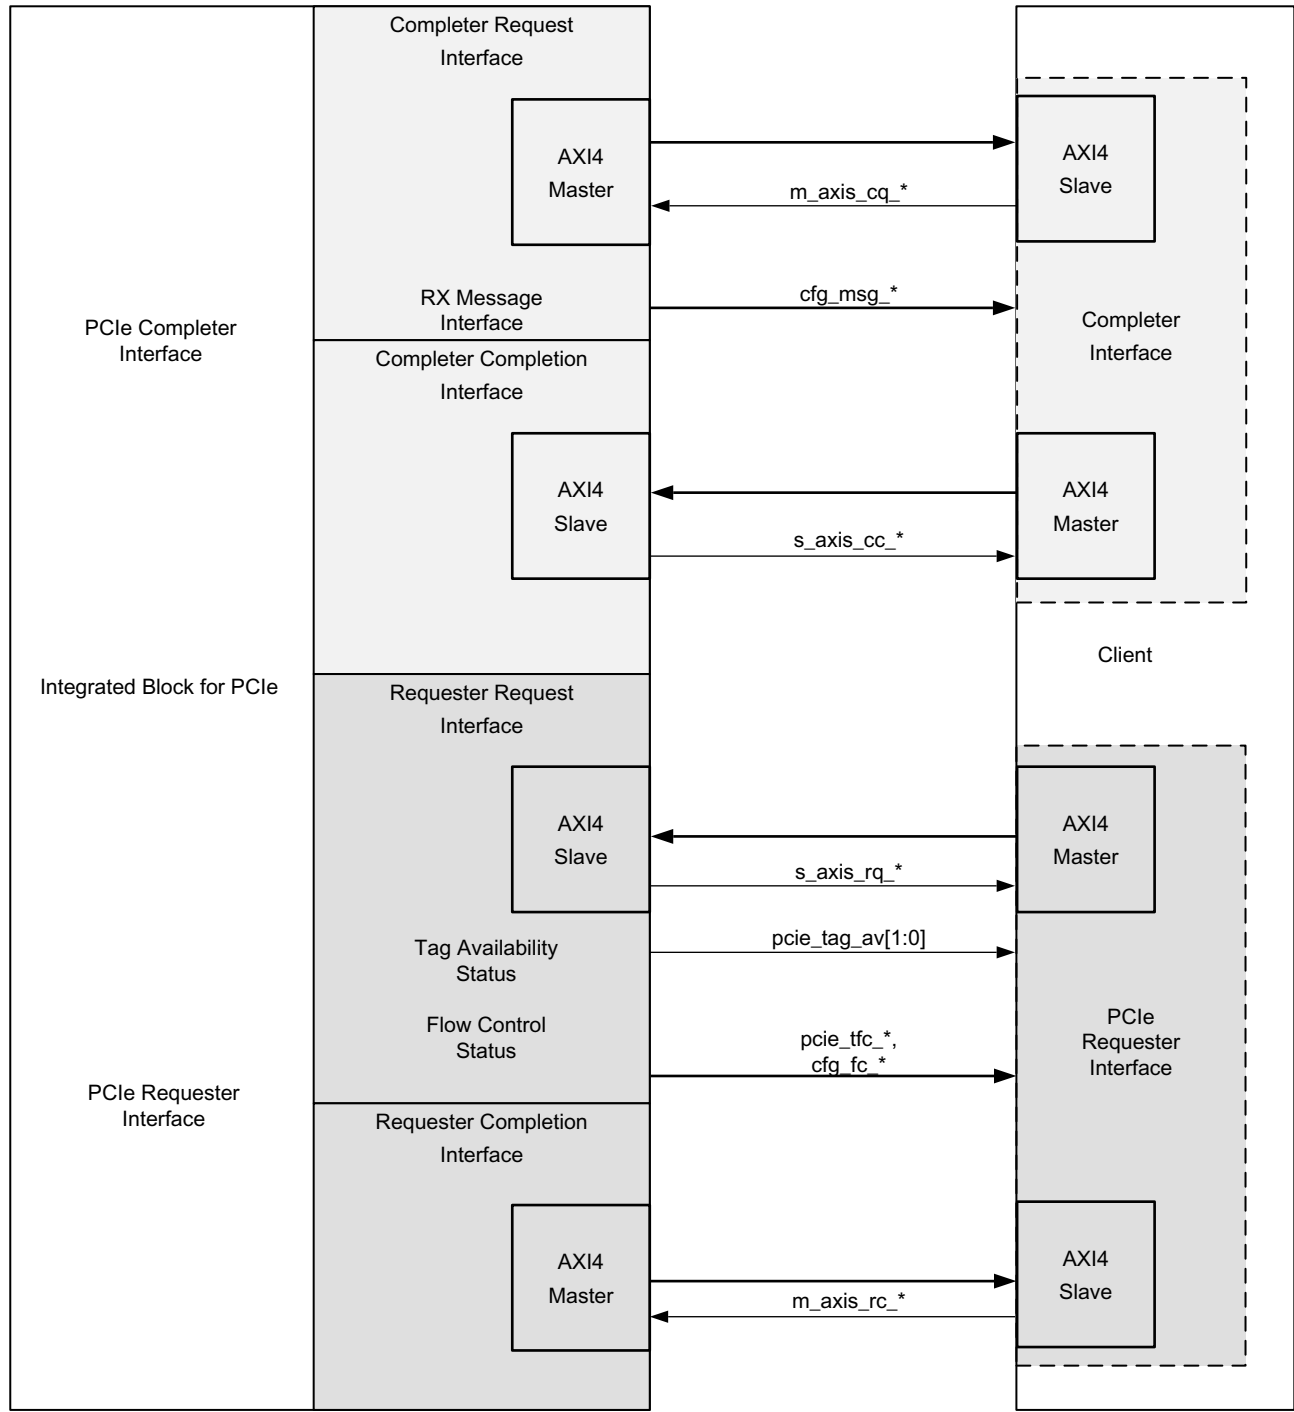 Completer Request
Interface
AXI4
Master
AXI4
Slave
m_axis_cq_*
RX Message
Interface
cfg_msg_*
PCIe Completer
Interface
Completer
Interface
Completer Completion
Interface
AXI4
Slave
AXI4
Master
s_axis_cc_*
Client
Integrated Block for PCIe
Requester Request
Interface
AXI4
Slave
AXI4
Master
s_axis_rq_*
Tag Availability
Status
pcie_tag_av[1:0]
Flow Control
Status
pcie_tfc_*,
cfg_fc_*
PCIe
Requester
Interface
PCIe Requester
Interface
Requester Completion
Interface
AXI4
Master
AXI4
Slave
m_axis_rc_*